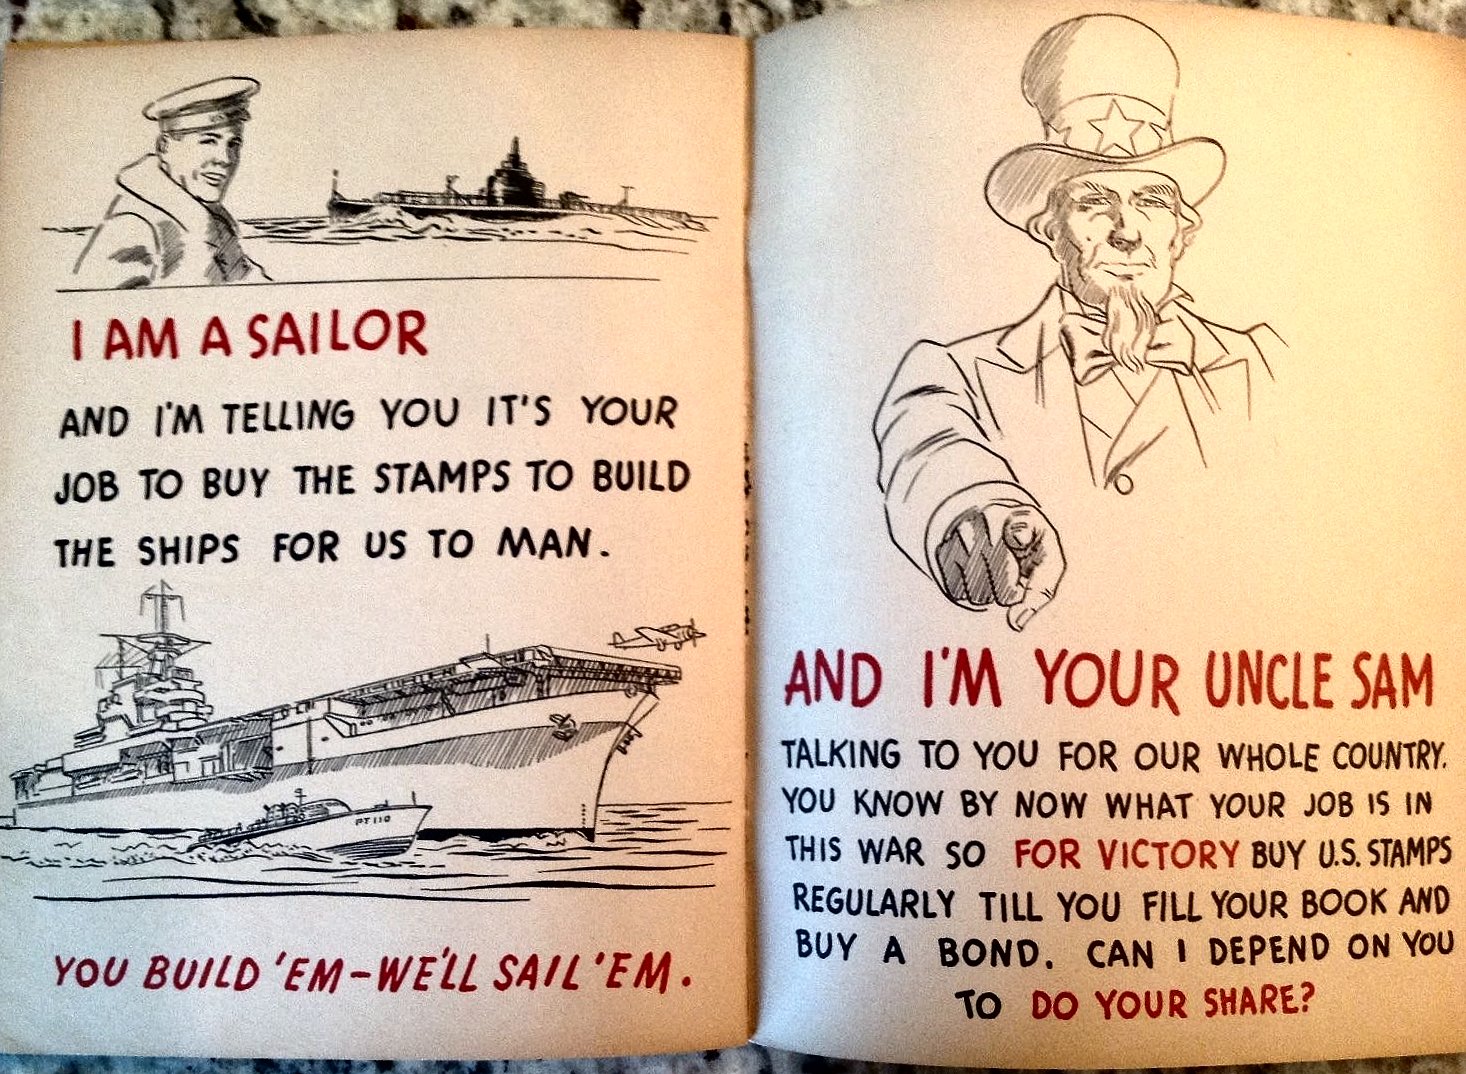 I AM A SAILOR
AND I'M TELLING YOU IT'S YOUR
JOB TO BUY THE STAMPS TO BUILD
THE SHIPS FOR US TO MAN.
PT 110
YOU BUILD 'EM-WE'LL SAIL 'EM.
AND I'M YOUR UNCLE SAM
TALKING TO YOU FOR OUR WHOLE COUNTRY.
YOU KNOW BY NOW WHAT YOUR JOB IS IN
THIS WAR SO FOR VICTORY BUY U.S. STAMPS
REGULARLY TILL YOU FILL YOUR BOOK AND
BUY A BOND. CAN I DEPEND ON YOU
TO DO YOUR SHARE?